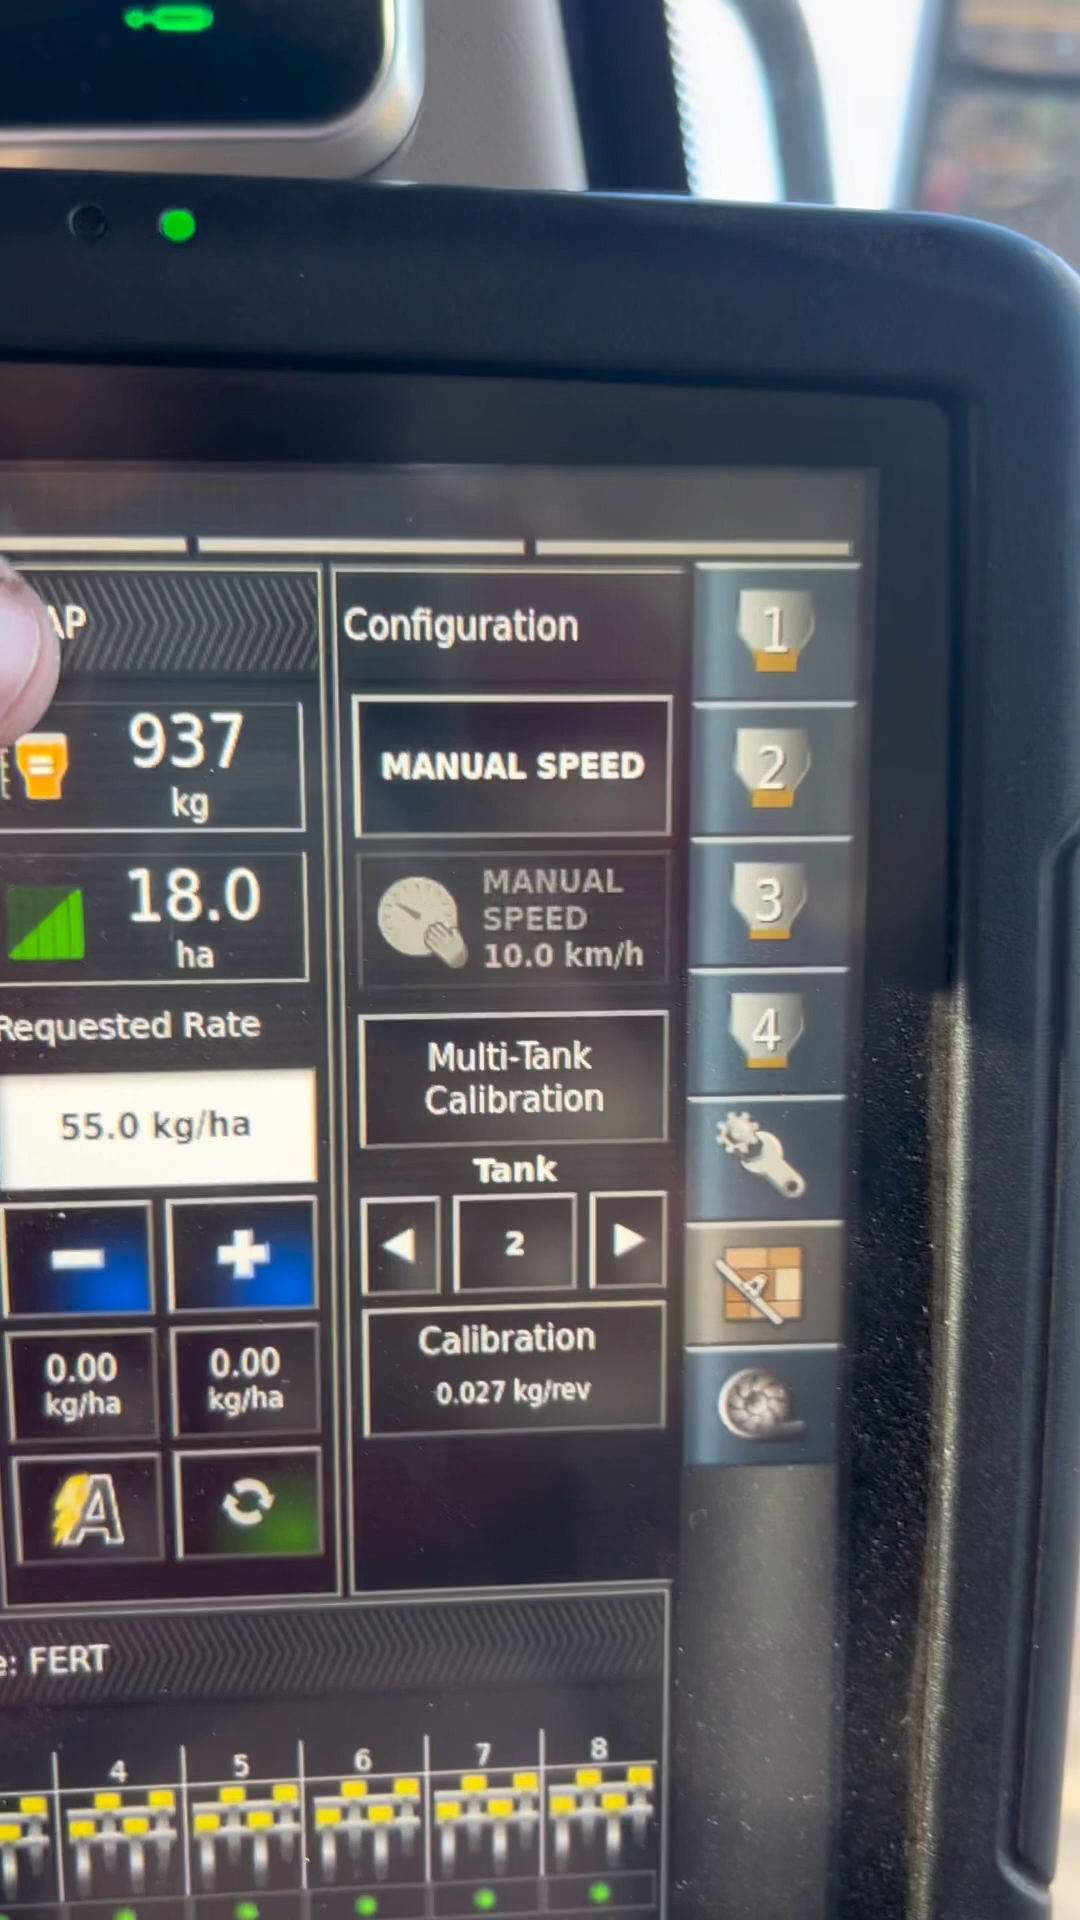 AP
937
kg
18.0
ha
Requested Rate
55.0 kg/ha
0.00
kg/ha
0.00
kg/ha
A
Configuration
MANUAL SPEED
MANUAL
SPEED
10.0 km/h
Multi-Tank
Calibration
Tank
2
Calibration
0.027 kg/rev
1
2
3
4
A
e: FERT
4 5 6 7 8